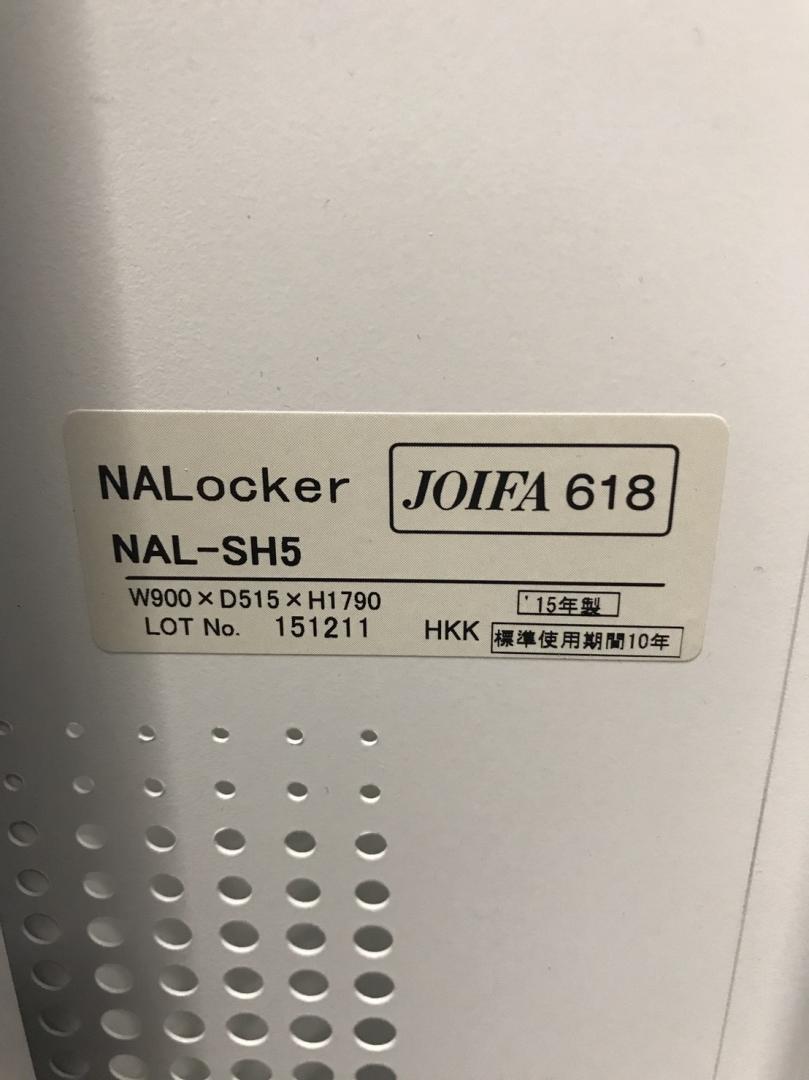 NALocker
JOIFA 618
NAL-SH5
W900×D515×H1790
'15年製
LOT No. 151211
HKK
標準使用期間10年